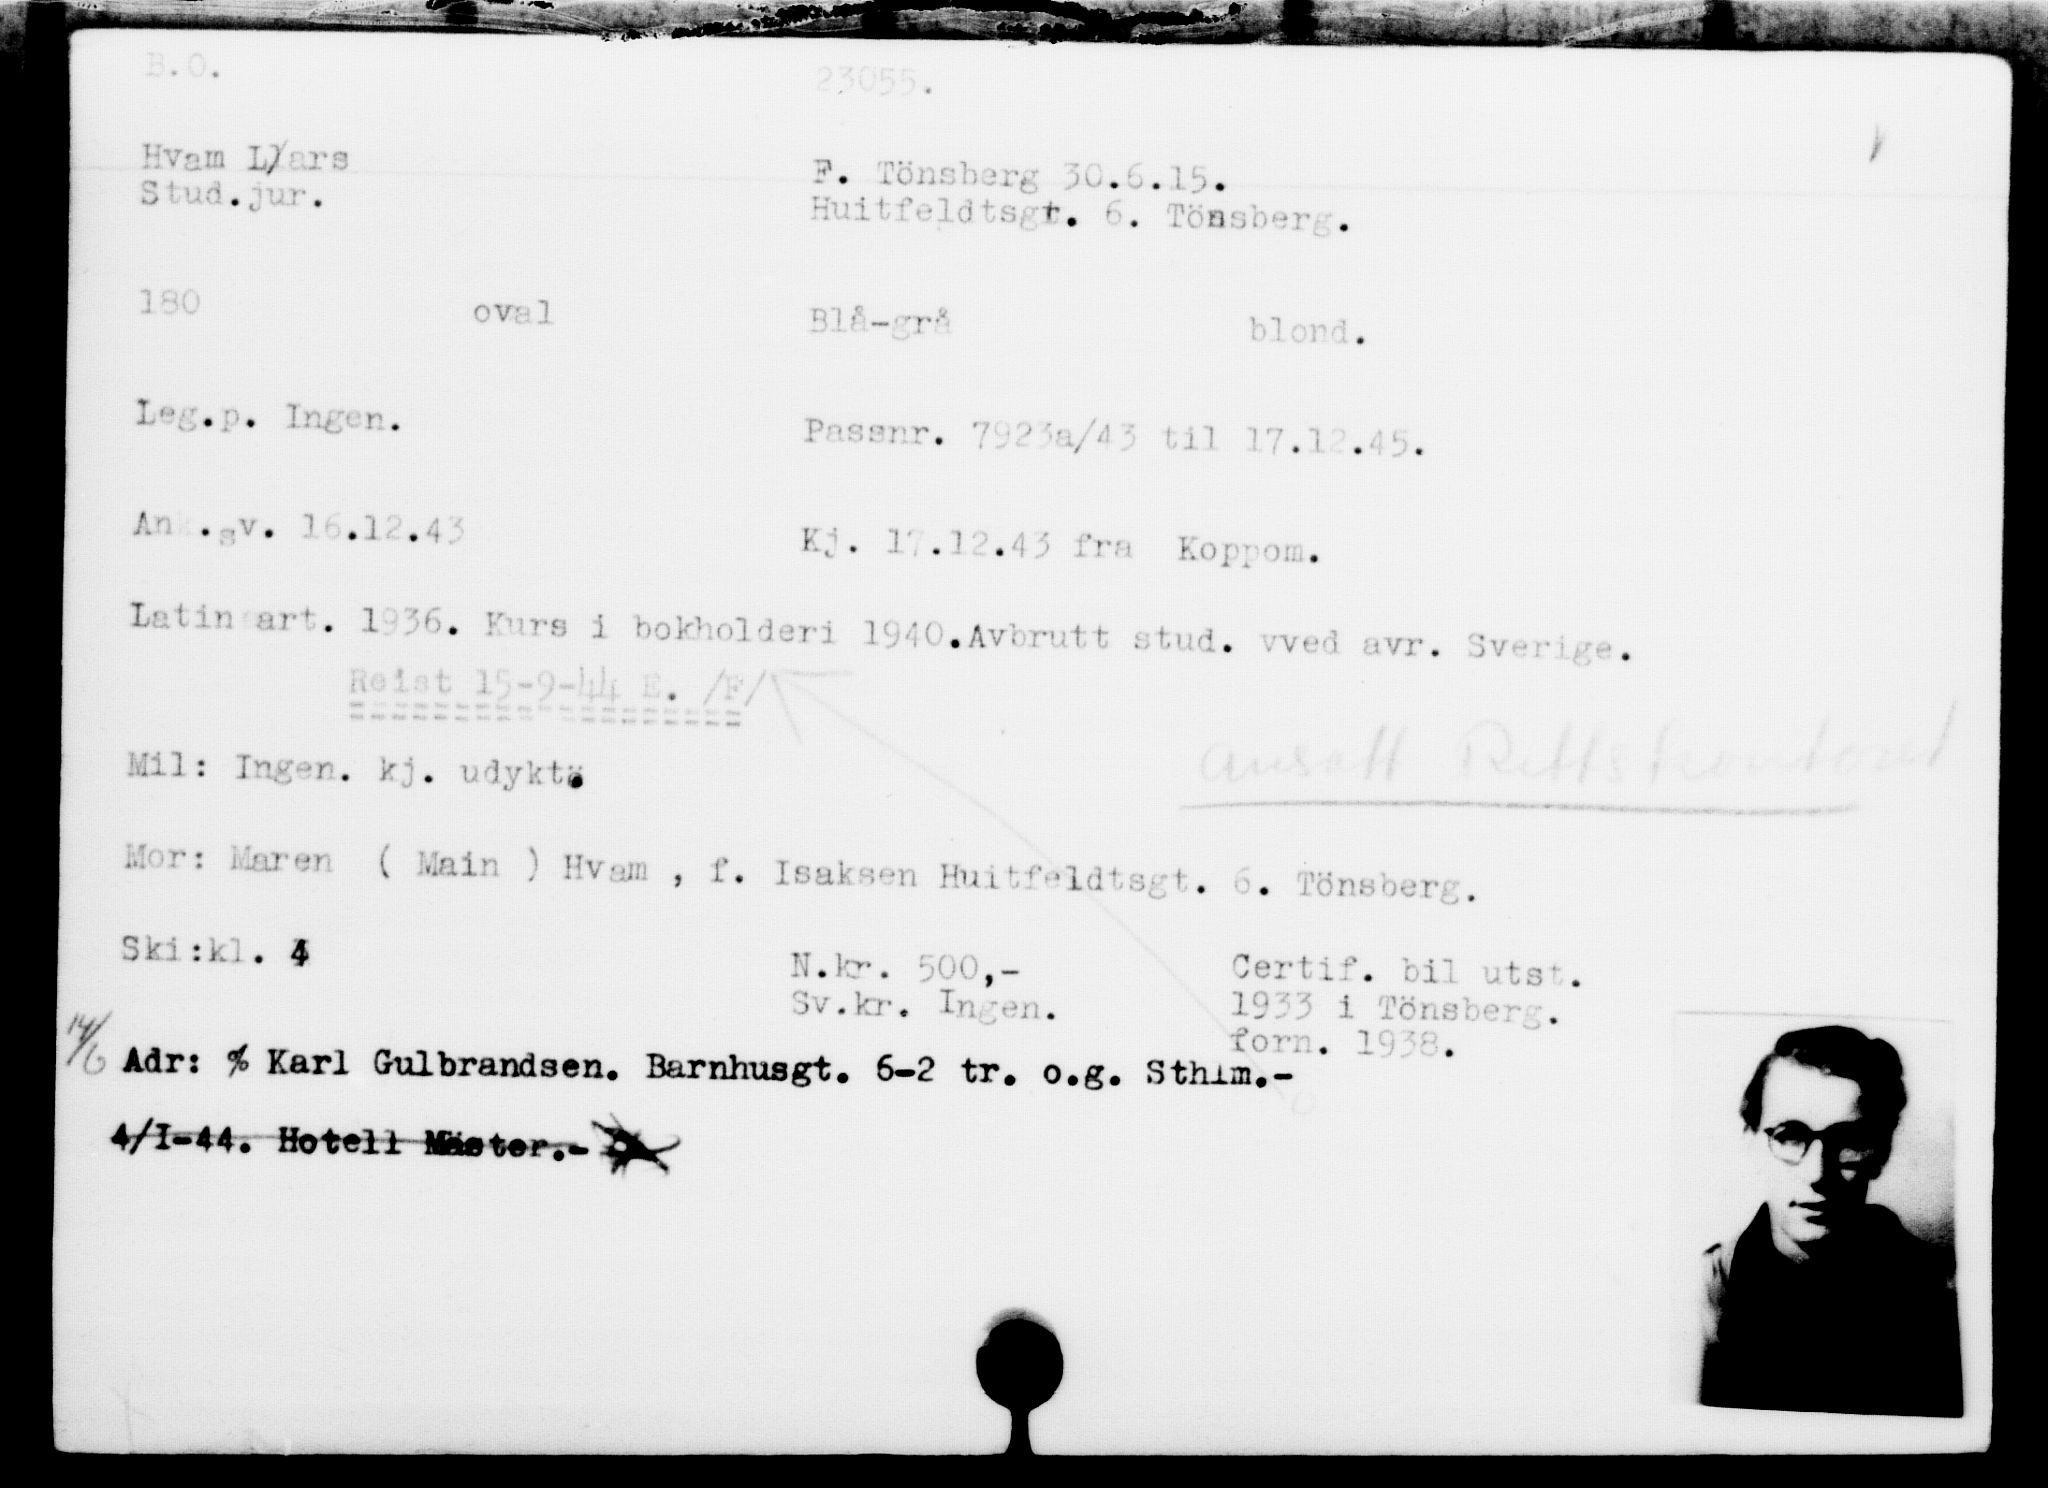 B.O.
23055.
Hvam Lars
F. Tönsberg 30.6.15.
Stud.jur.
Huitfeldtsgt. 6. Tönsberg.
180 oval Blå-grå blond.
Leg.p. Ingen.
Passnr. 7923a/43 til 17.12.45.
Ank.sv. 16.12.43
Kj. 17.12.43 fra Koppom.
Latin art. 1936. Kurs i bokholderi 1940.Avbrutt stud. vved avr. Sverige.
Reist 15-9-44 E. /F/
ansatt Rettskontoret
Mil: Ingen. kj. udykt.
Mor: Maren ( Main ) Hvam , f. Isaksen Huitfeldtsgt. 6. Tönsberg.
Ski:kl. 4
N.kr. 500,-
Sv.kr. Ingen.
Certif. bil utst.
1933 i Tönsberg.
forn. 1938.
14/6
Adr: % Karl Gulbrandsen. Barnhusgt. 6-2 tr. o.g. Sthlm.-
4/I-44. Hotell Mäster.-